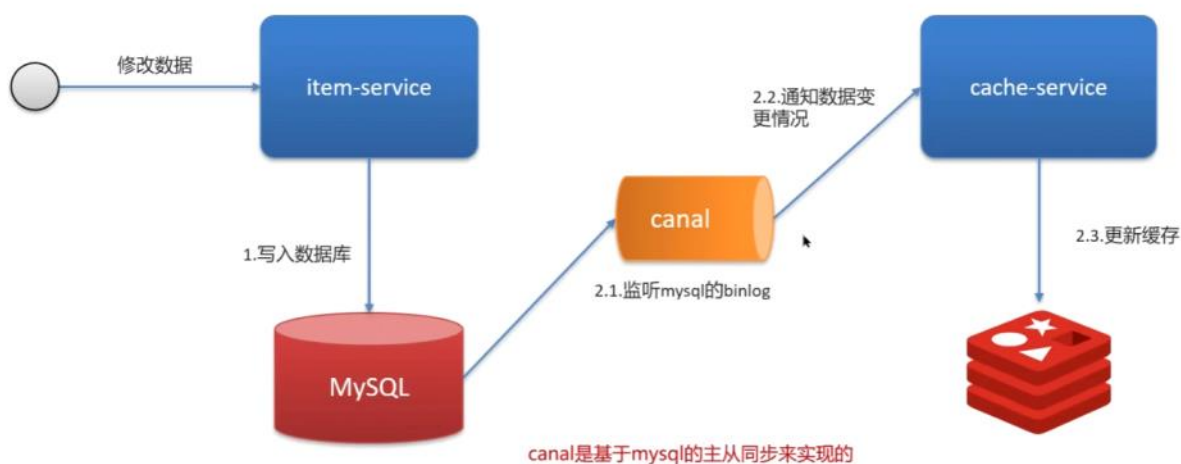 修改数据
item-service
2.2.通知数据变
更情况
cache-service
canal
1.写入数据库
2.3.更新缓存
2.1.监听mysql的binlog
MySQL
canal是基于mysql的主从同步来实现的